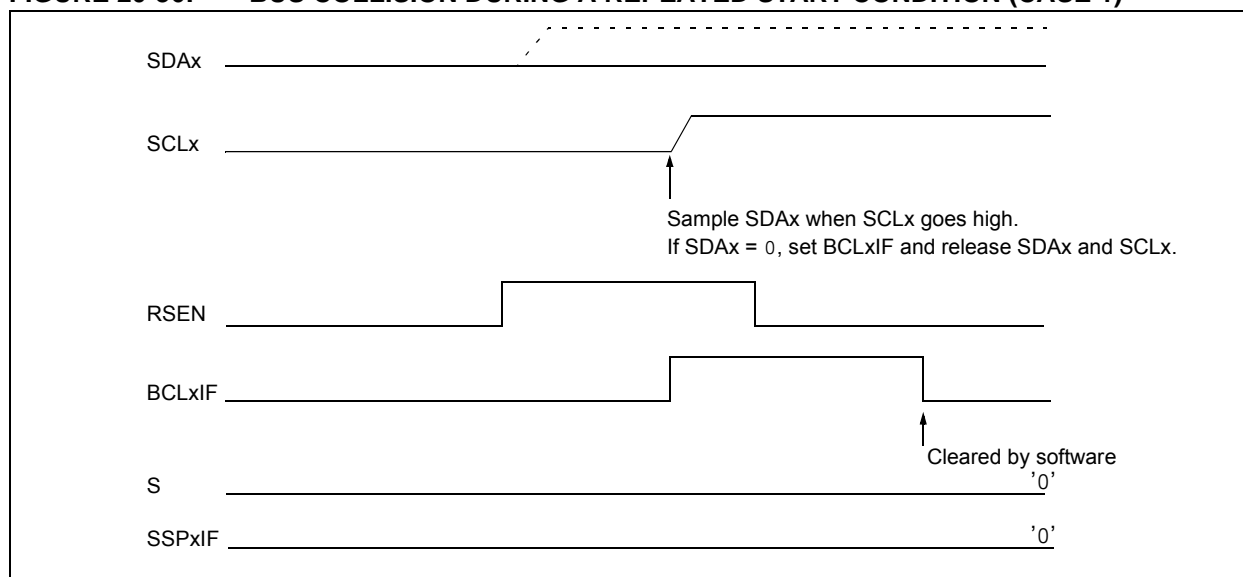 SDAx
SCLx
Sample SDAx when SCLx goes high.
If SDAx = 0, set BCLxIF and release SDAx and SCLx.
RSEN
BCLxIF
Cleared by software
S
'0'
SSPxIF
'0'